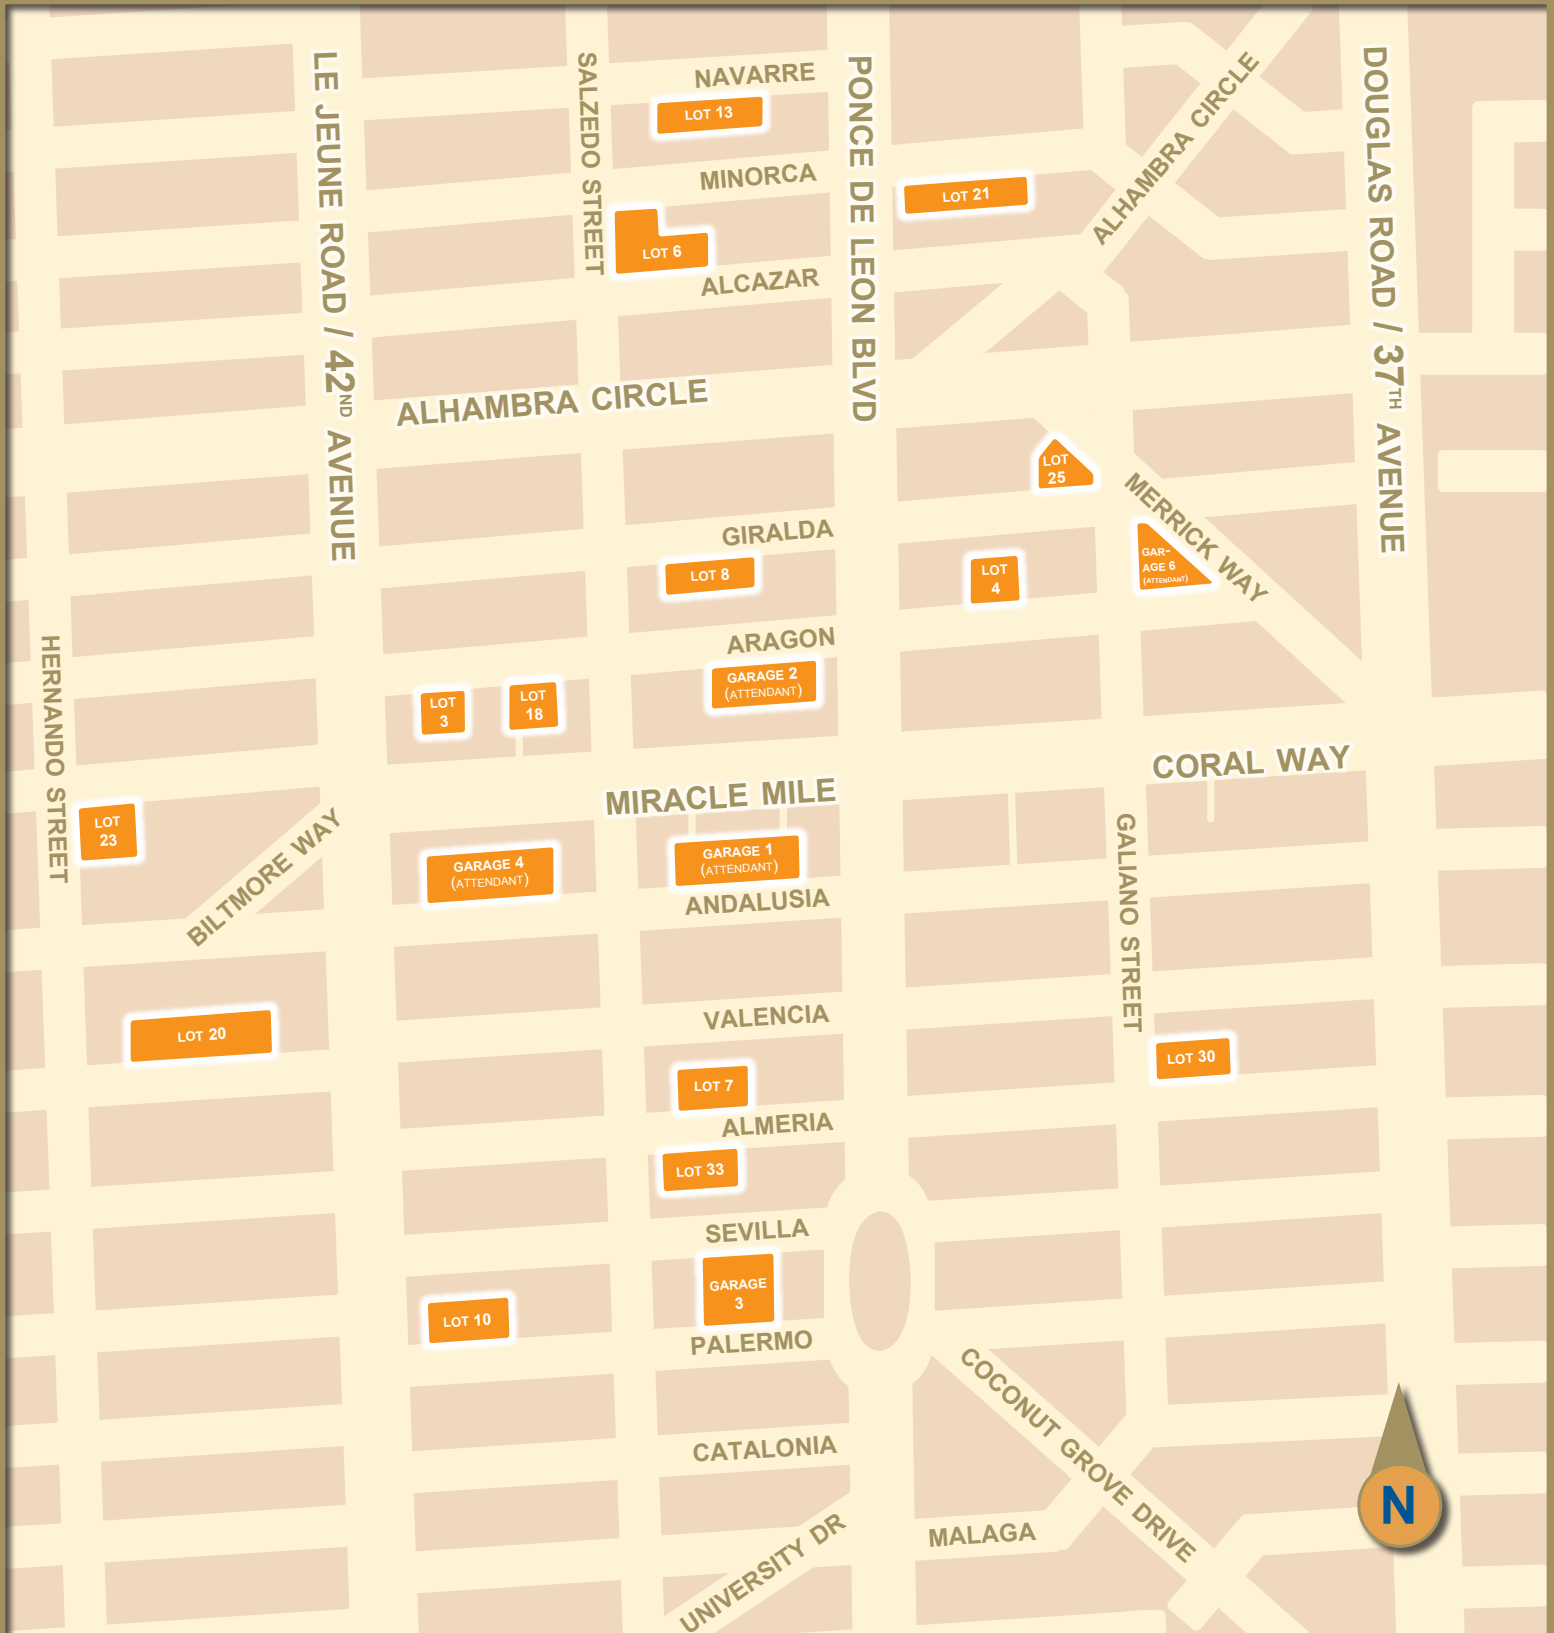 LE JEUNE ROAD / 42ND AVENUE
SALZEDO STREET
NAVARRE
LOT 13
MINORCA
LOT 6
ALCAZAR
PONCE DE LEON BLVD
LOT 21
ALHAMBRA CIRCLE
DOUGLAS ROAD / 37TH AVENUE
ALHAMBRA CIRCLE
LOT
25
MERRICK WAY
GIRALDA
LOT 8
LOT
4
GAR-
AGE 6
(ATTENDANT)
HERNANDO STREET
ARAGON
GARAGE 2
(ATTENDANT)
LOT
3
LOT
18
CORAL WAY
MIRACLE MILE
LOT
23
BILTMORE WAY
GARAGE 4
(ATTENDANT)
GARAGE 1
(ATTENDANT)
ANDALUSIA
GALIANO STREET
VALENCIA
LOT 20
LOT 30
LOT 7
ALMERIA
LOT 33
SEVILLA
GARAGE
3
LOT 10
PALERMO
COCONUT GROVE DRIVE
CATALONIA
MALAGA
UNIVERSITY DR
N